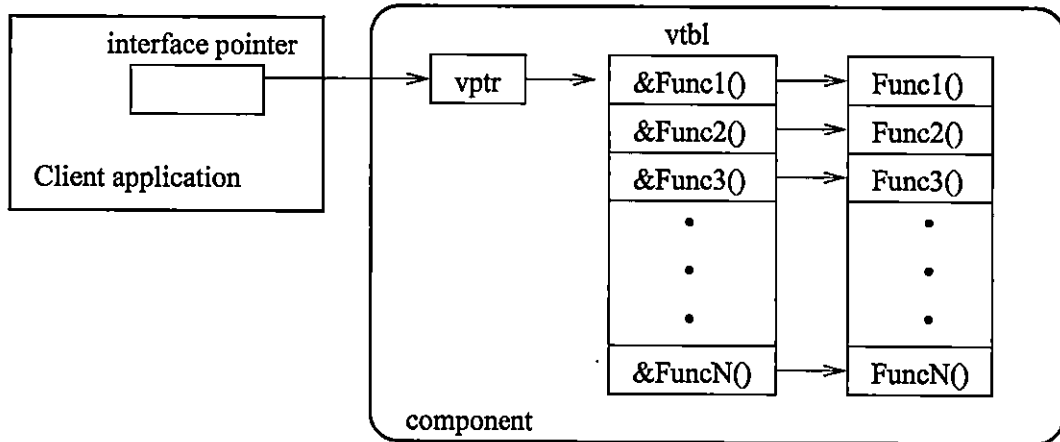 interface pointer
Client application
vptr
vtbl
&Func1()
Func1()
&Func2()
Func2()
&Func3()
Func3()
&FuncN()
FuncN()
component